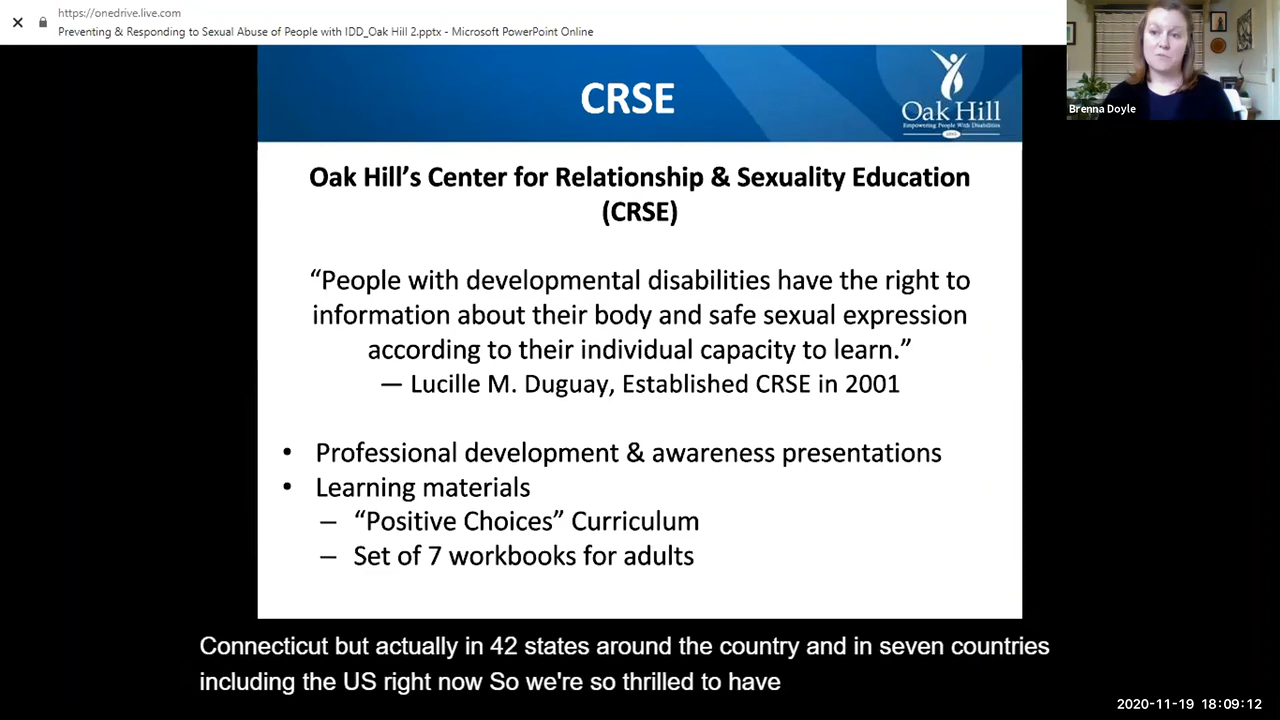 https://onedrive.live.com
Preventing & Responding to Sexual Abuse of People with IDD_Oak Hill 2.pptx - Microsoft PowerPoint Online
Brenna Doyle
CRSE
Oak Hill
Empowering People With Disabilities
Oak Hill’s Center for Relationship & Sexuality Education
(CRSE)
“People with developmental disabilities have the right to
information about their body and safe sexual expression
according to their individual capacity to learn.”
— Lucille M. Duguay, Established CRSE in 2001
• Professional development & awareness presentations
• Learning materials
– “Positive Choices” Curriculum
– Set of 7 workbooks for adults
Connecticut but actually in 42 states around the country and in seven countries
including the US right now So we're so thrilled to have
2020-11-19 18:09:12